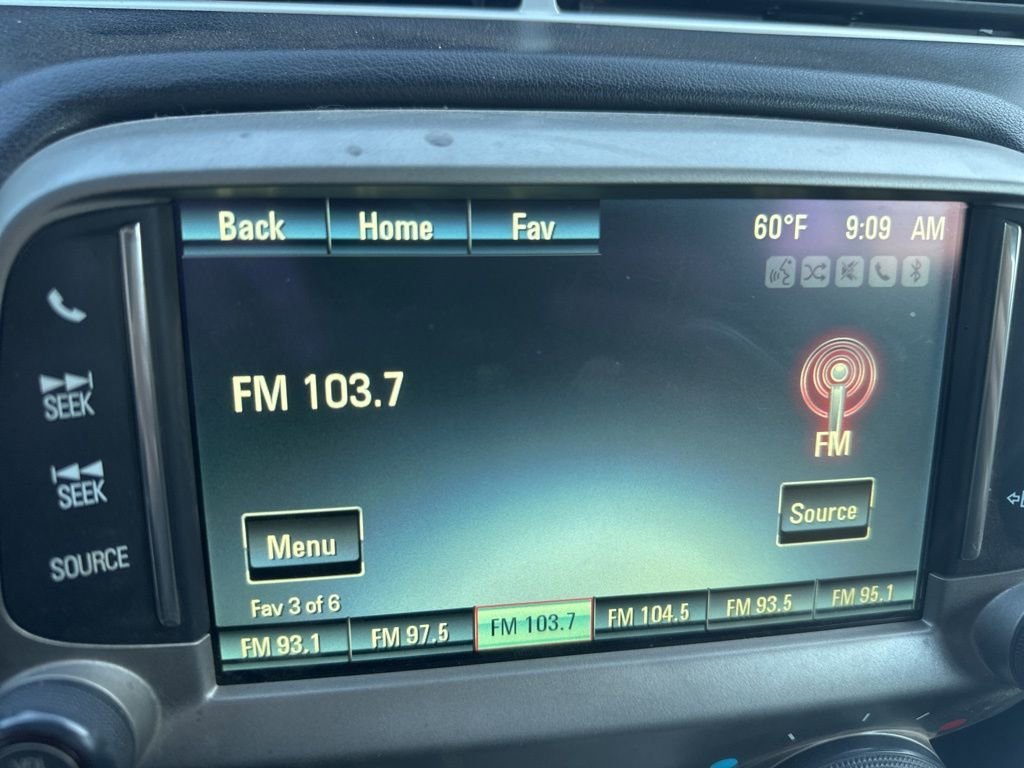 Back Home Fav 60°F 9:09 AM
SEEK
FM 103.7
FM
SEEK
Source
Menu
SOURCE
Fav 3 of 6
FM 93.1 FM 97.5 FM 103.7 FM 104.5 FM 93.5 FM 95.1